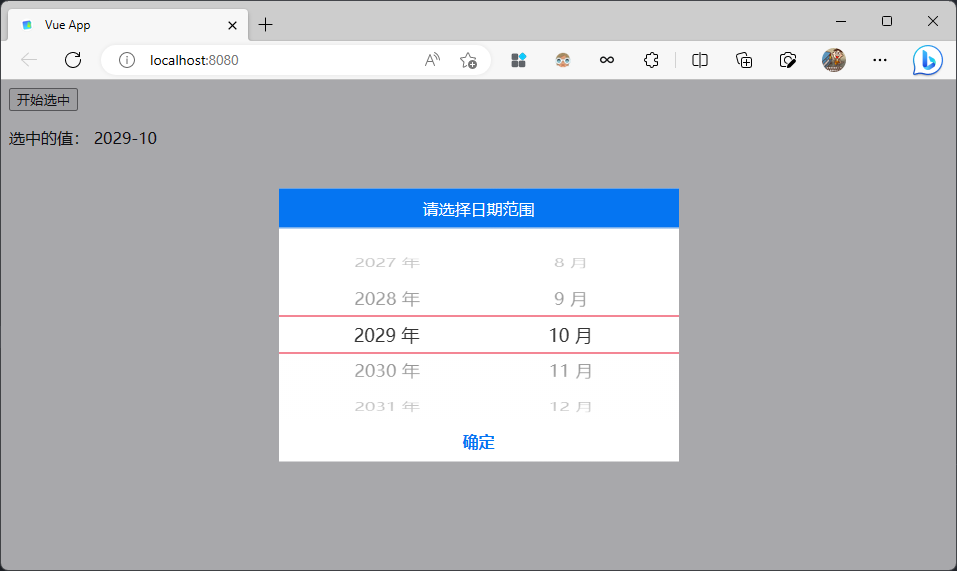 Vue App
localhost:8080
开始选中
选中的值： 2029-10
请选择日期范围
2027 年 8 月
2028 年 9 月
2029 年 10 月
2030 年 11 月
2031 年 12 月
确定